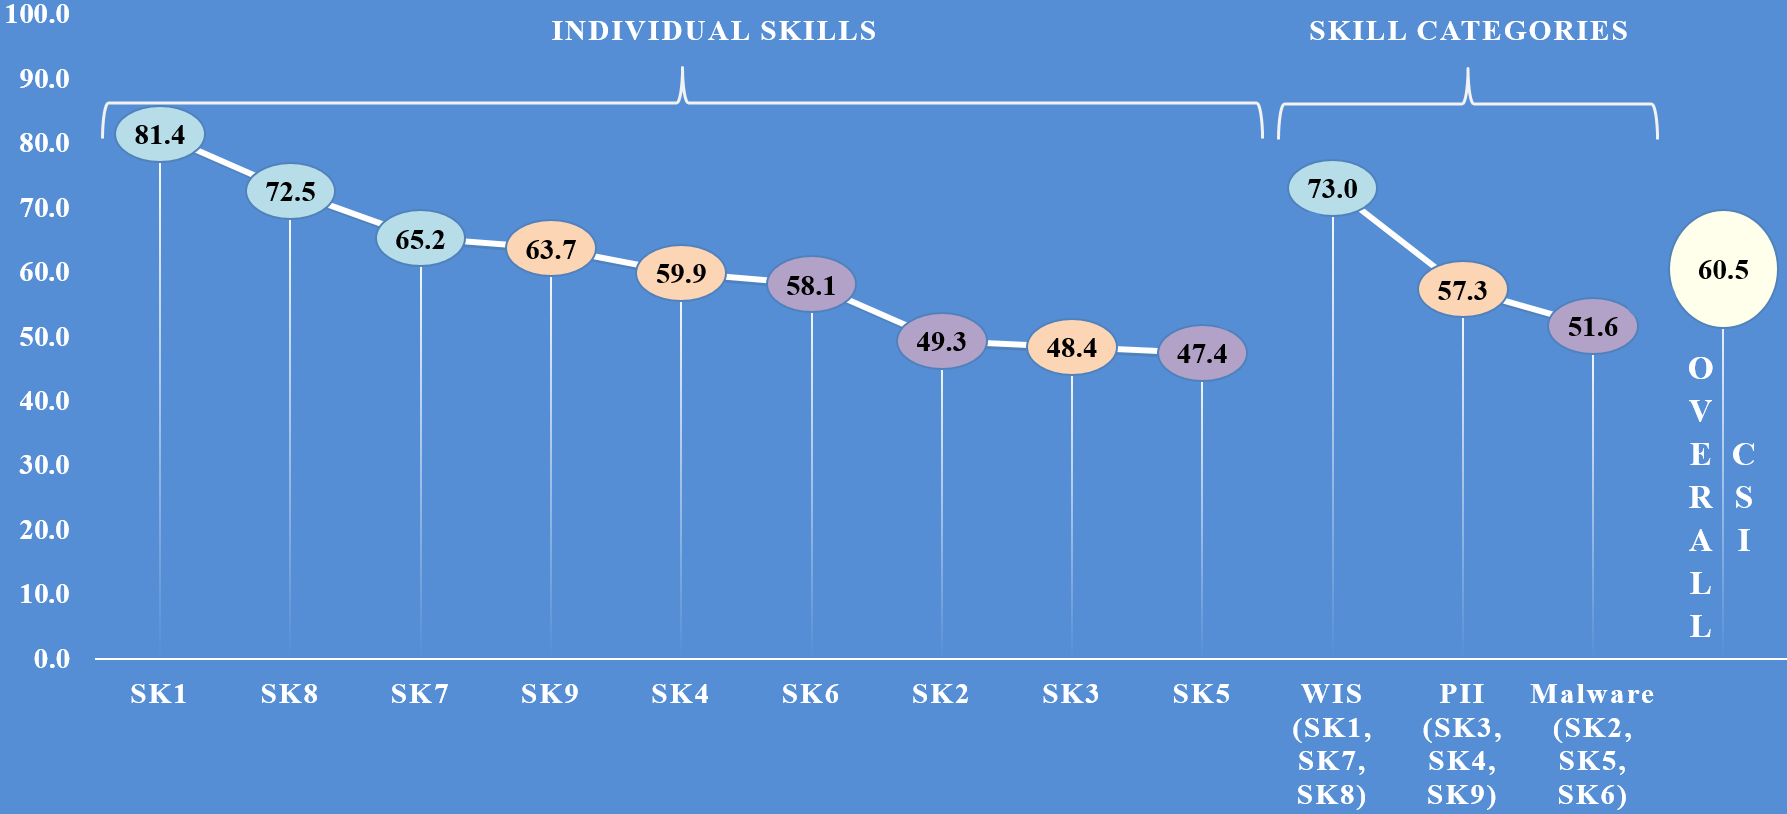 INDIVIDUAL SKILLS
SKILL CATEGORIES
100.0
90.0
80.0
70.0
60.0
50.0
40.0
30.0
20.0
10.0
0.0
81.4
72.5
65.2
63.7
59.9
58.1
49.3
48.4
47.4
73.0
57.3
51.6
60.5
OVERALL
CSI
SK1
SK8
SK7
SK9
SK4
SK6
SK2
SK3
SK5
WIS
(SK1,
SK7,
SK8)
PII
(SK3,
SK4,
SK9)
Malware
(SK2,
SK5,
SK6)